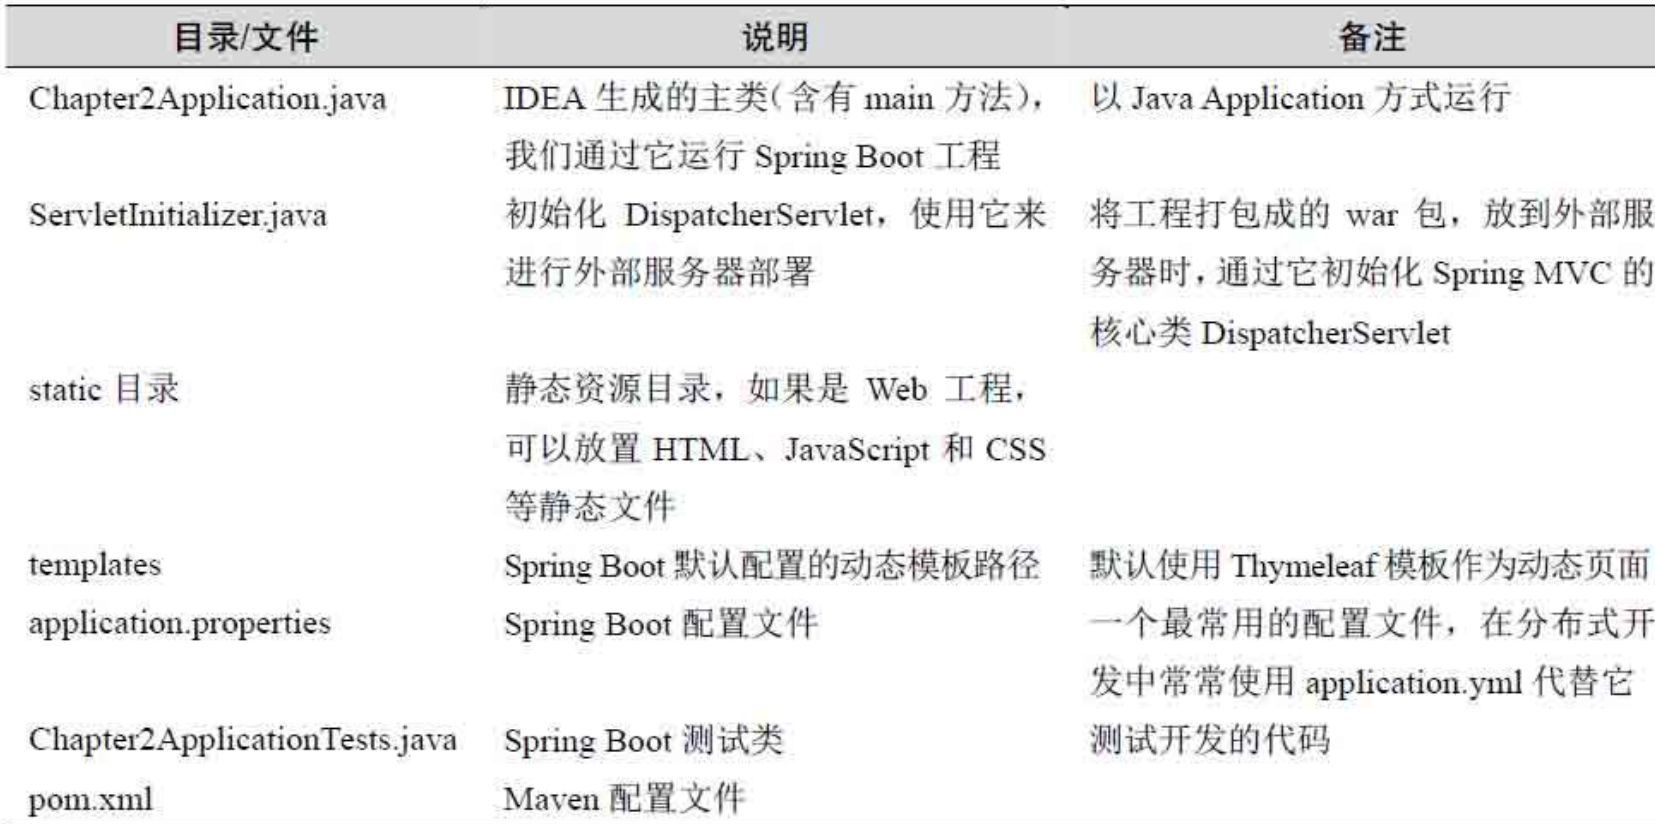 目录/文件 说明 备注
Chapter2Application.java IDEA 生成的主类(含有 main 方法), 以 Java Application 方式运行
我们通过它运行 Spring Boot 工程
ServletInitializer.java 初始化 DispatcherServlet，使用它来 将工程打包成的 war 包，放到外部服
进行外部服务器部署 务器时，通过它初始化 Spring MVC 的
核心类 DispatcherServlet
static 目录 静态资源目录，如果是 Web 工程，
可以放置 HTML、JavaScript 和 CSS
等静态文件
templates Spring Boot 默认配置的动态模板路径 默认使用 Thymeleaf 模板作为动态页面
application.properties Spring Boot 配置文件 一个最常用的配置文件，在分布式开
发中常常使用 application.yml 代替它
Chapter2ApplicationTests.java Spring Boot 测试类 测试开发的代码
pom.xml Maven 配置文件